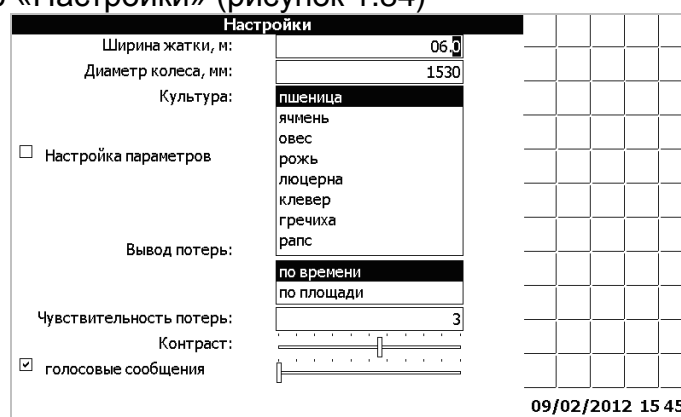 «Настройки» (рисунок 1.84)
Настройки
Ширина жатки, м: 06.0
Диаметр колеса, мм: 1530
Культура: пшеница
ячмень
овес
Настройка параметров рожь
люцерна
клевер
гречиха
рапс
Вывод потерь:
по времени
по площади
Чувствительность потерь: 3
Контраст:
голосовые сообщения
09/02/2012 15 45